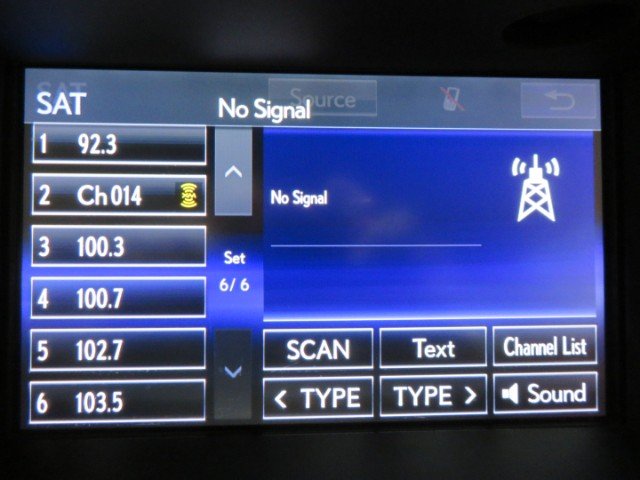 SAT
Source
No Signal
1 92.3
2 Ch 014
3 100.3
4 100.7
5 102.7
6 103.5
Set
6/6
No Signal
SCAN
Text
Channel List
< TYPE
TYPE >
Sound